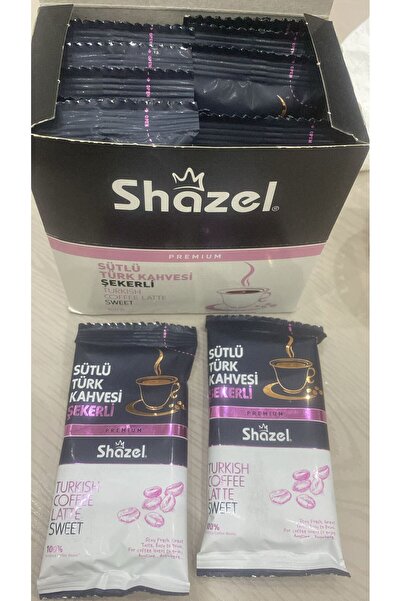 Shazel
PREMIUM
SÜTLÜ
TÜRK KAHVESİ
ŞEKERLİ
TURKISH
COFFEE LATTE
SWEET
SÜTLÜ
TÜRK
KAHVESİ
ŞEKERLİ
PREMIUM
Shazel
TURKISH
COFFEE
LATTE
SWEET
100%
SÜTLÜ
TÜRK
KAHVESİ
ŞEKERLİ
PREMIUM
Shazel
TURKISH
COFFEE
LATTE
SWEET
100%